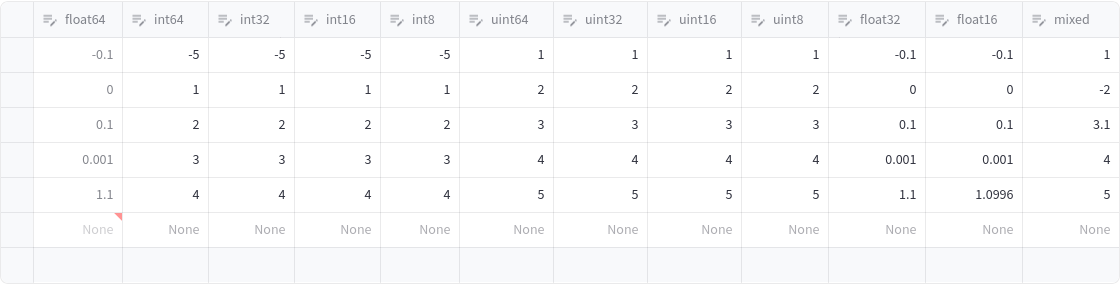 float64 int64 int32 int16 int8 uint64 uint32 uint16 uint8 float32 float16 mixed
-0.1 -5 -5 -5 -5 1 1 1 1 -0.1 -0.1 1
0 1 1 1 1 2 2 2 2 0 0 -2
0.1 2 2 2 2 3 3 3 3 0.1 0.1 3.1
0.001 3 3 3 3 4 4 4 4 0.001 0.001 4
1.1 4 4 4 4 5 5 5 5 1.1 1.0996 5
None None None None None None None None None None None None